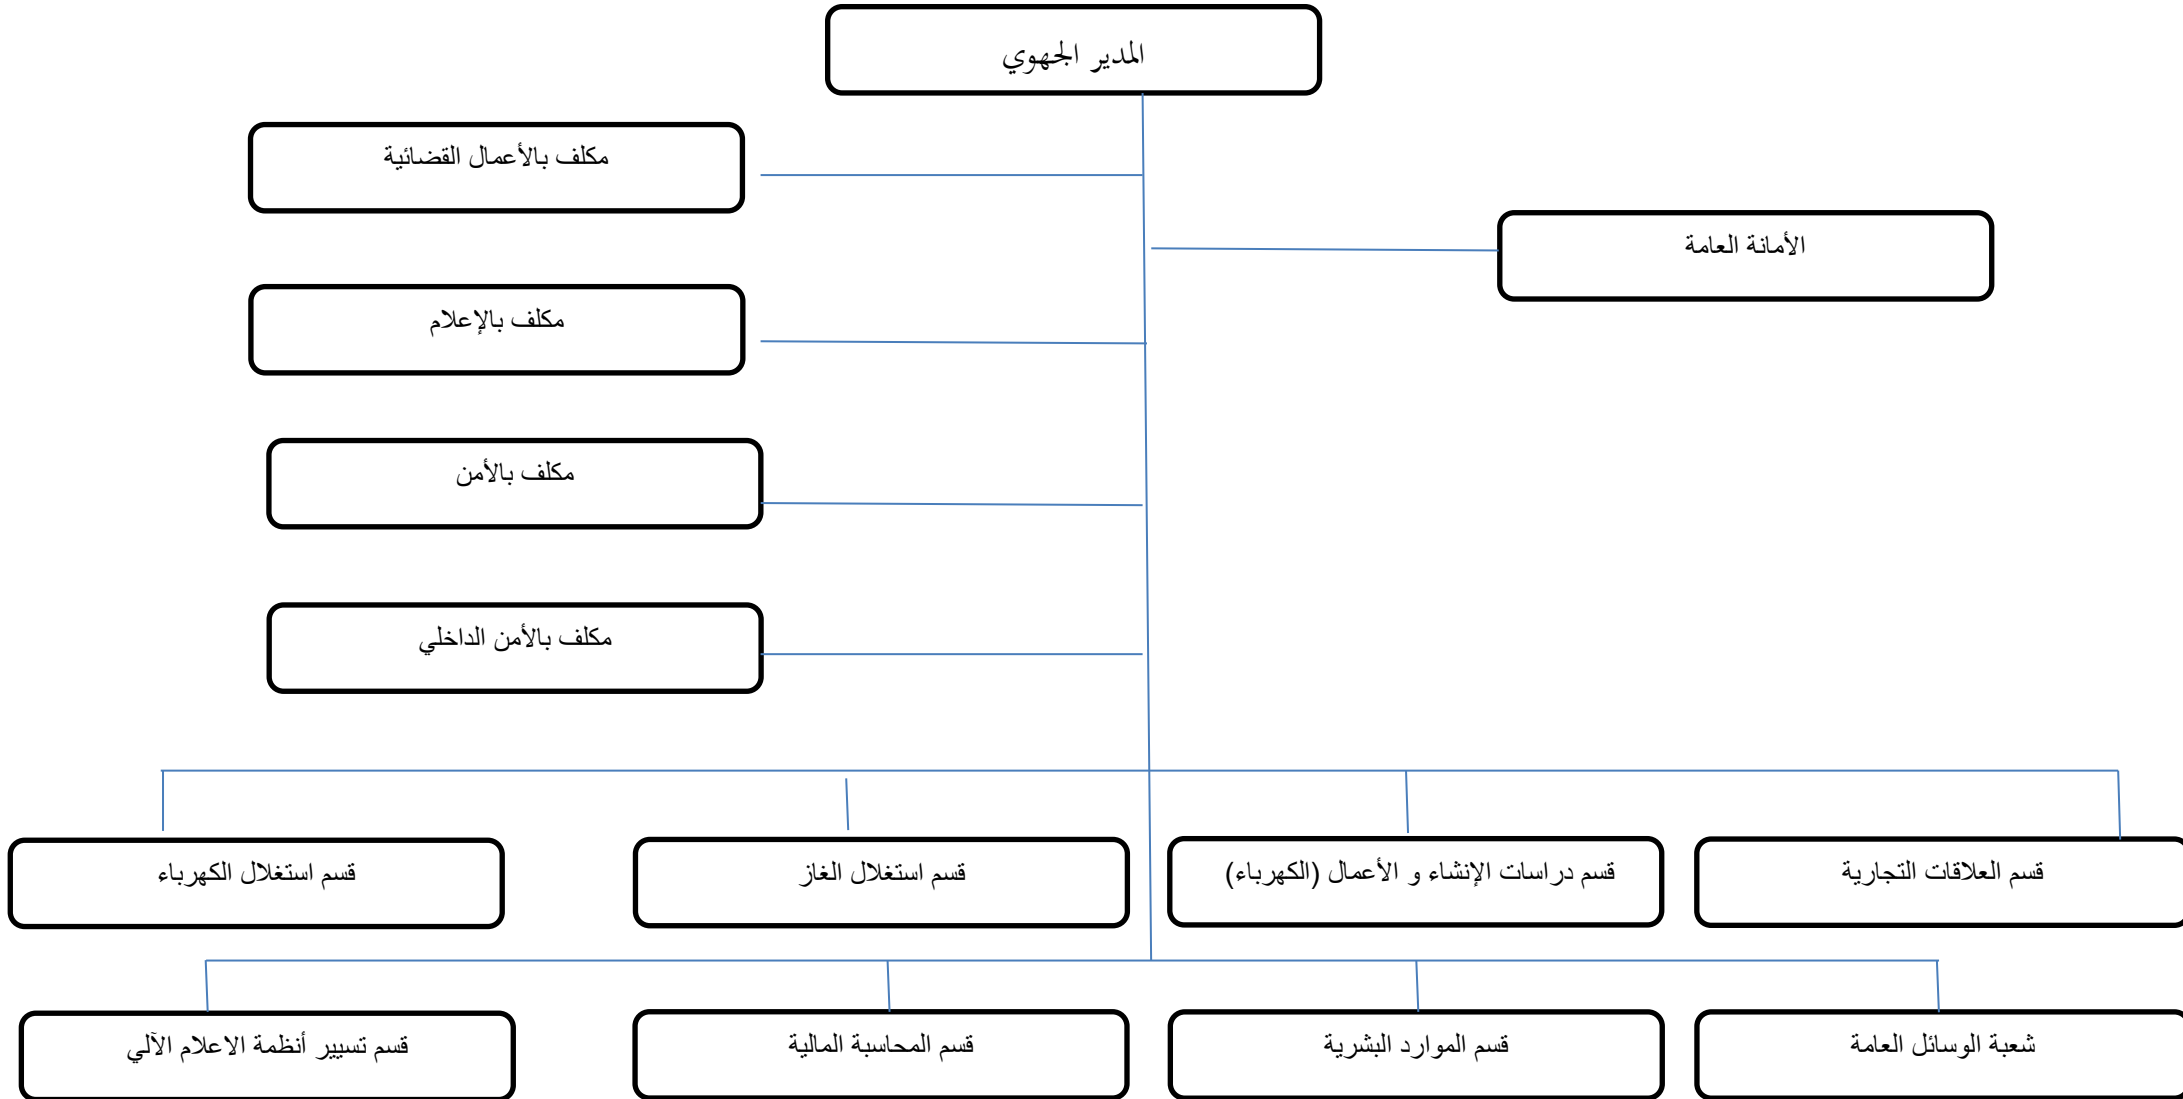 المدير الجهوي
مكلف بالأعمال القضائية
الأمانة العامة
مكلف بالإعلام
مكلف بالأمن
مكلف بالأمن الداخلي
قسم العلاقات التجارية
قسم دراسات الإنشاء و الأعمال (الكهرباء)
قسم استغلال الغاز
قسم استغلال الكهرباء
شعبة الوسائل العامة
قسم الموارد البشرية
قسم المحاسبة المالية
قسم تسيير أنظمة الاعلام الآلي